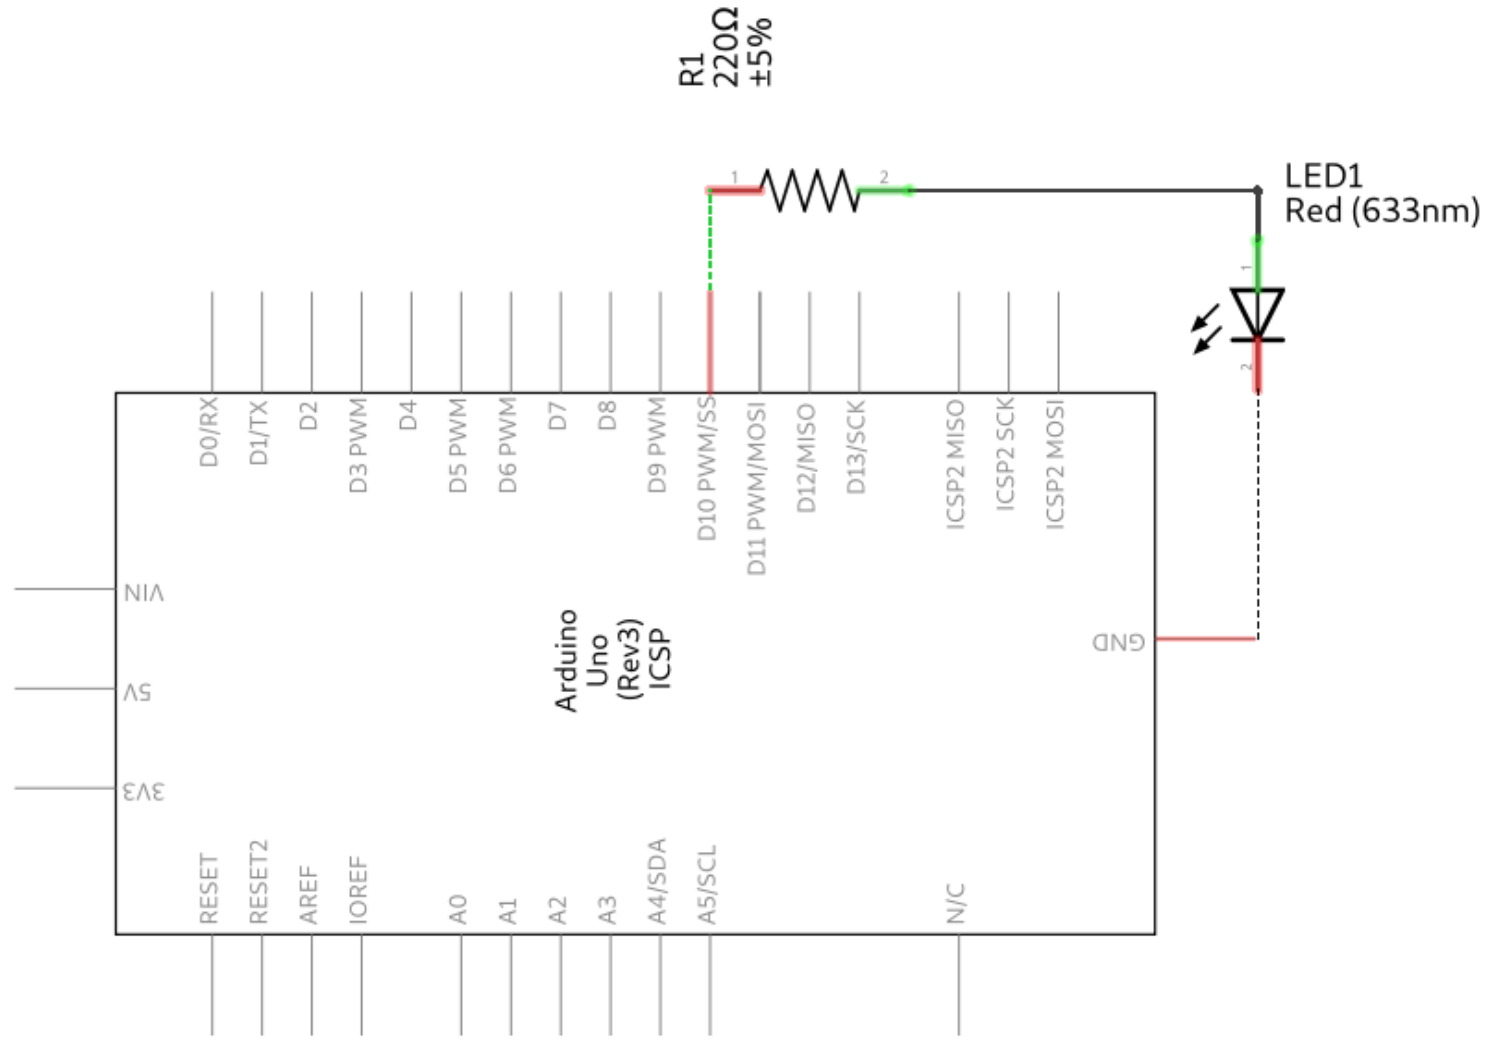 R1
220Ω
±5%
1
2
LED1
Red (633nm)
1
2
D0/RX
D1/TX
D2
D3 PWM
D4
D5 PWM
D6 PWM
D7
D8
D9 PWM
D10 PWM/SS
D11 PWM/MOSI
D12/MISO
D13/SCK
ICSP2 MISO
ICSP2 SCK
ICSP2 MOSI
VIN
5V
3V3
Arduino
Uno
(Rev3)
ICSP
GND
RESET
RESET2
AREF
IOREF
A0
A1
A2
A3
A4/SDA
A5/SCL
N/C